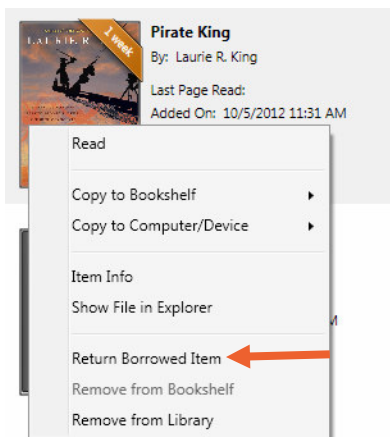 LAURIE R.
1 week
Pirate King
By: Laurie R. King
Last Page Read:
Added On: 10/5/2012 11:31 AM
Read
Copy to Bookshelf
Copy to Computer/Device
Item Info
Show File in Explorer
Return Borrowed Item
Remove from Bookshelf
Remove from Library